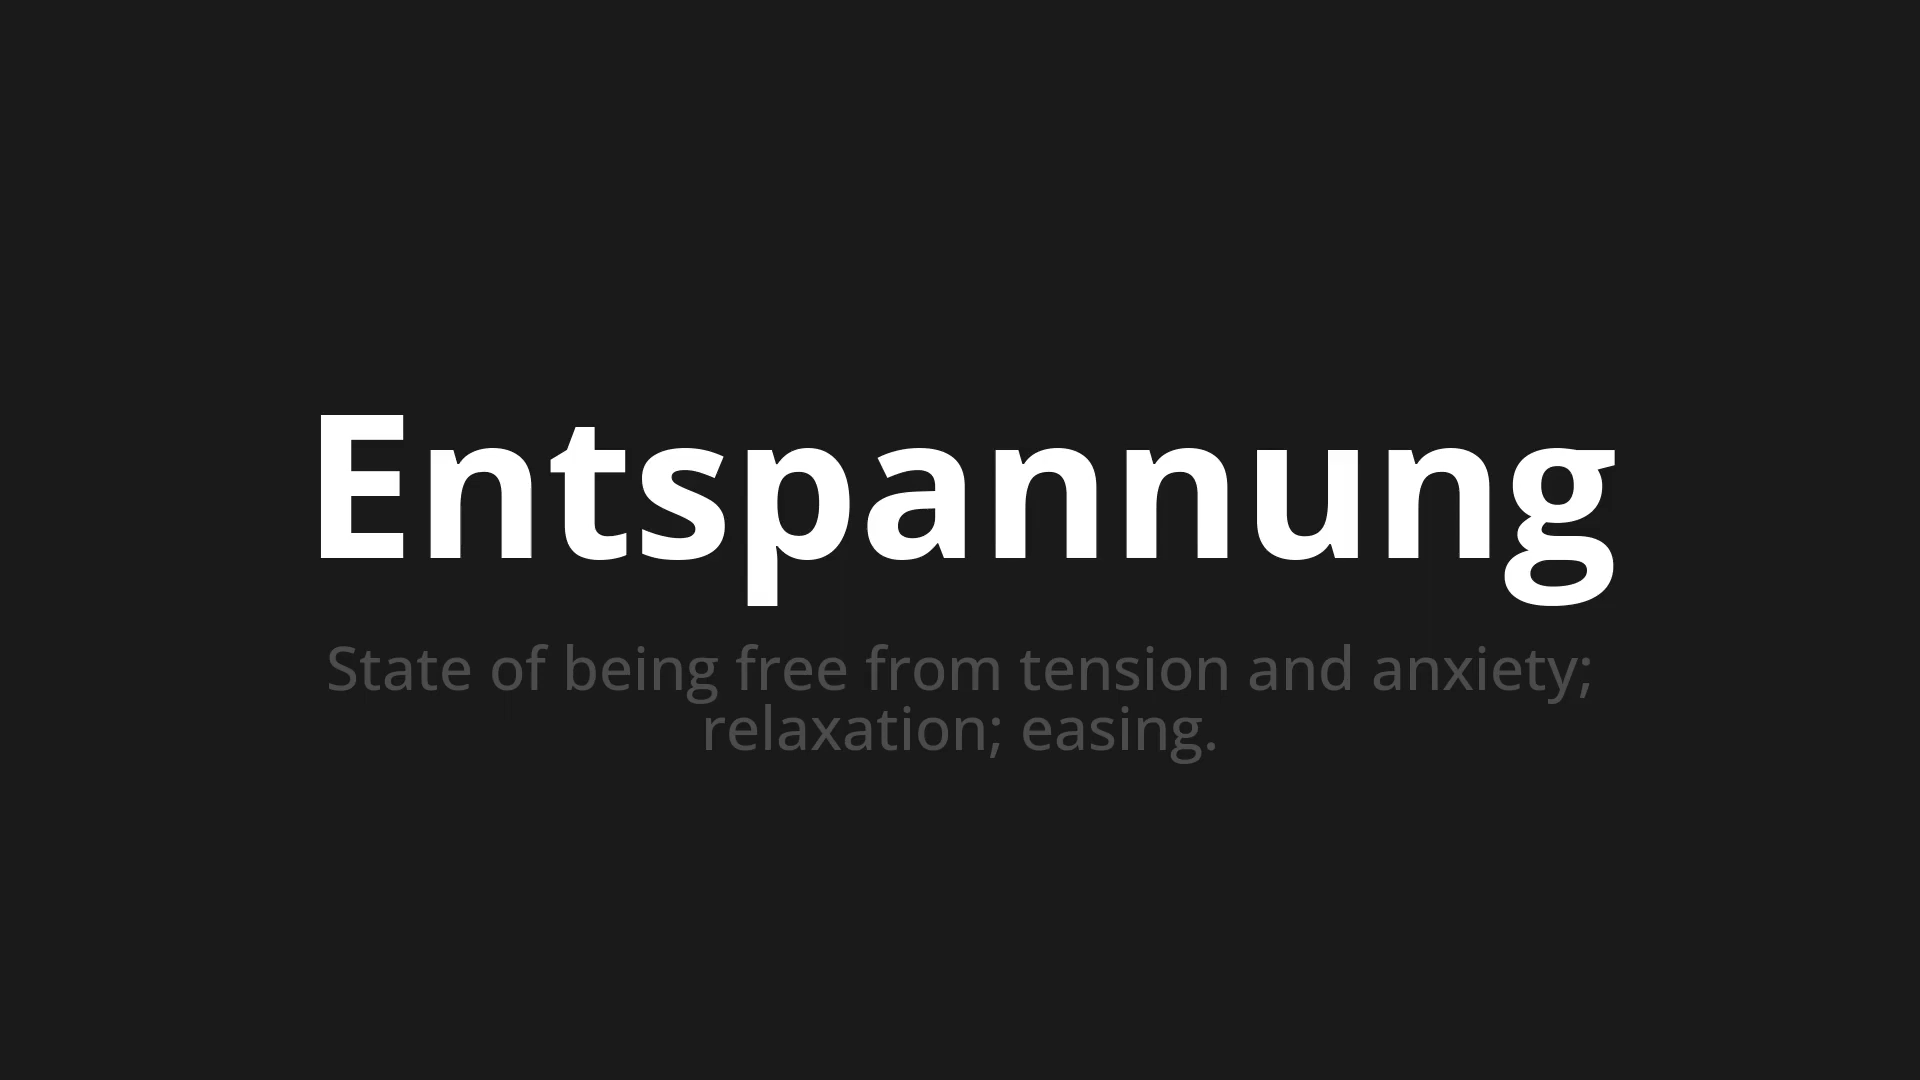 Entspannung
State of being free from tension and anxiety;
relaxation; easing.